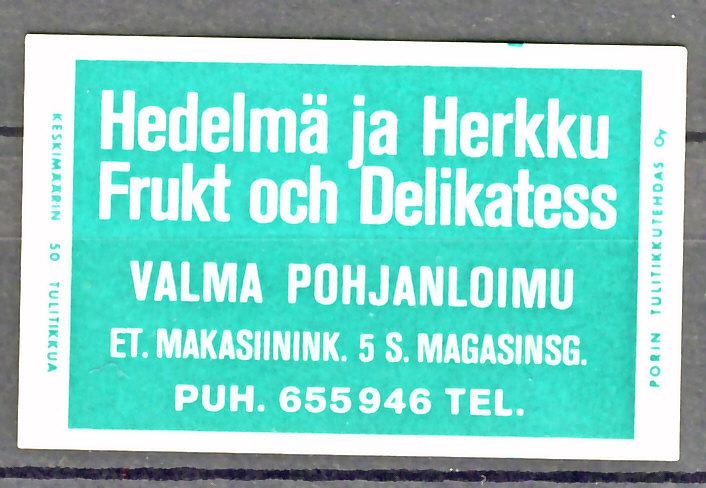 Hedelmä ja Herkku
Frukt och Delikatess
VALMA POHJANLOIMU
ET. MAKASIININK. 5 S. MAGASINSG.
PUH. 655946 TEL.
KESKIMÄÄRIN 50 TULITIKKUA
PORIN TULITIKKUTEHDAS Oy